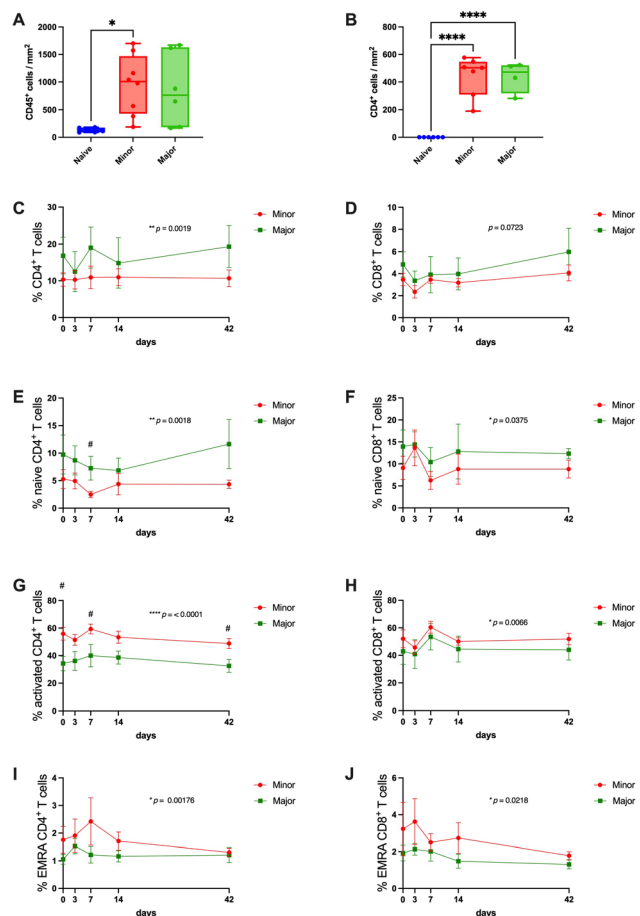 A
CD45⁺ cells / mm²
2000
1500
1000
500
0
*
Naive
Minor
Major
B
CD4⁺ cells / mm²
800
600
400
200
0
****
****
Naive
Minor
Major
C
% CD4⁺ T cells
30
20
10
0
** p = 0.0019
Minor
Major
0 3 7 14 42
days
D
% CD8⁺ T cells
10
8
6
4
2
0
p = 0.0723
Minor
Major
0 3 7 14 42
days
E
% naive CD4⁺ T cells
20
15
10
5
0
** p = 0.0018
#
Minor
Major
0 3 7 14 42
days
F
% naive CD8⁺ T cells
25
20
15
10
5
0
* p = 0.0375
Minor
Major
0 3 7 14 42
days
G
% activated CD4⁺ T cells
80
60
40
20
0
#
#
#
**** p = <0.0001
Minor
Major
0 3 7 14 42
days
H
% activated CD8⁺ T cells
80
60
40
20
0
* p = 0.0066
Minor
Major
0 3 7 14 42
days
I
% EMRA CD4⁺ T cells
4
3
2
1
0
* p = 0.00176
Minor
Major
0 3 7 14 42
days
J
% EMRA CD8⁺ T cells
6
4
2
0
* p = 0.0218
Minor
Major
0 3 7 14 42
days